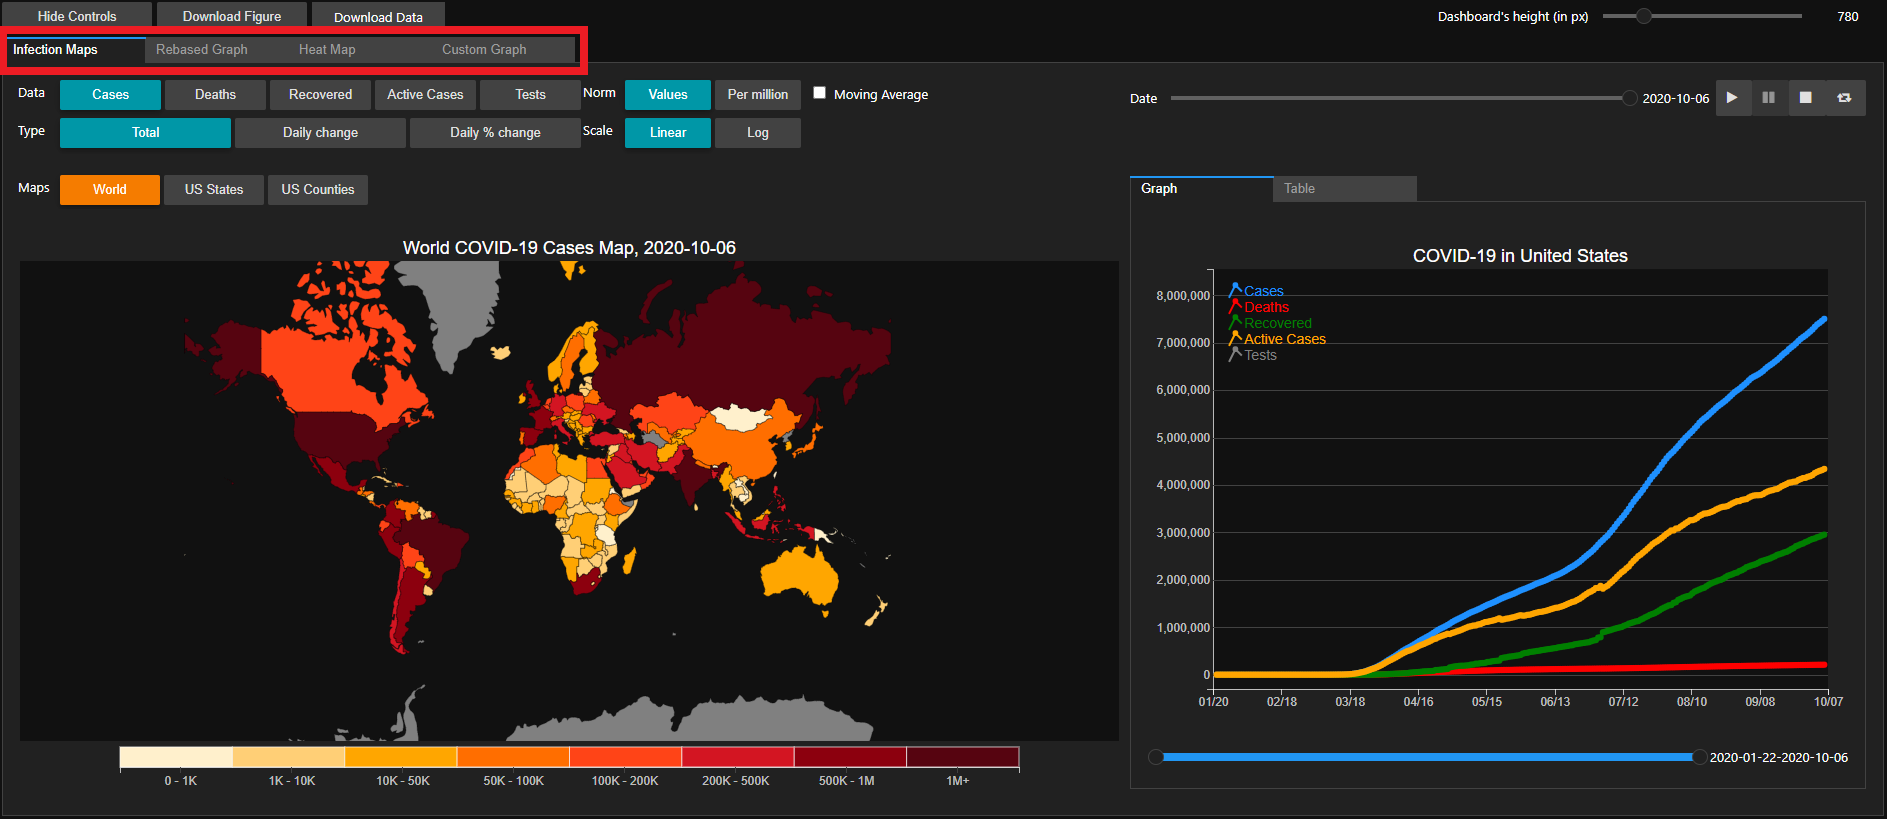 Hide Controls Download Figure Download Data Dashboard's height (in px) 780
Infection Maps Rebased Graph Heat Map Custom Graph
Data Cases Deaths Recovered Active Cases Tests Norm Values Per million Moving Average Date 2020-10-06
Type Total Daily change Daily % change Scale Linear Log
Maps World US States US Counties
World COVID-19 Cases Map, 2020-10-06
0 - 1K 1K - 10K 10K - 50K 50K - 100K 100K - 200K 200K - 500K 500K - 1M 1M+
Graph Table
COVID-19 in United States
Cases
Deaths
Recovered
Active Cases
Tests
8,000,000
7,000,000
6,000,000
5,000,000
4,000,000
3,000,000
2,000,000
1,000,000
0
01/20 02/18 03/18 04/16 05/15 06/13 07/12 08/10 09/08 10/07
2020-01-22-2020-10-06